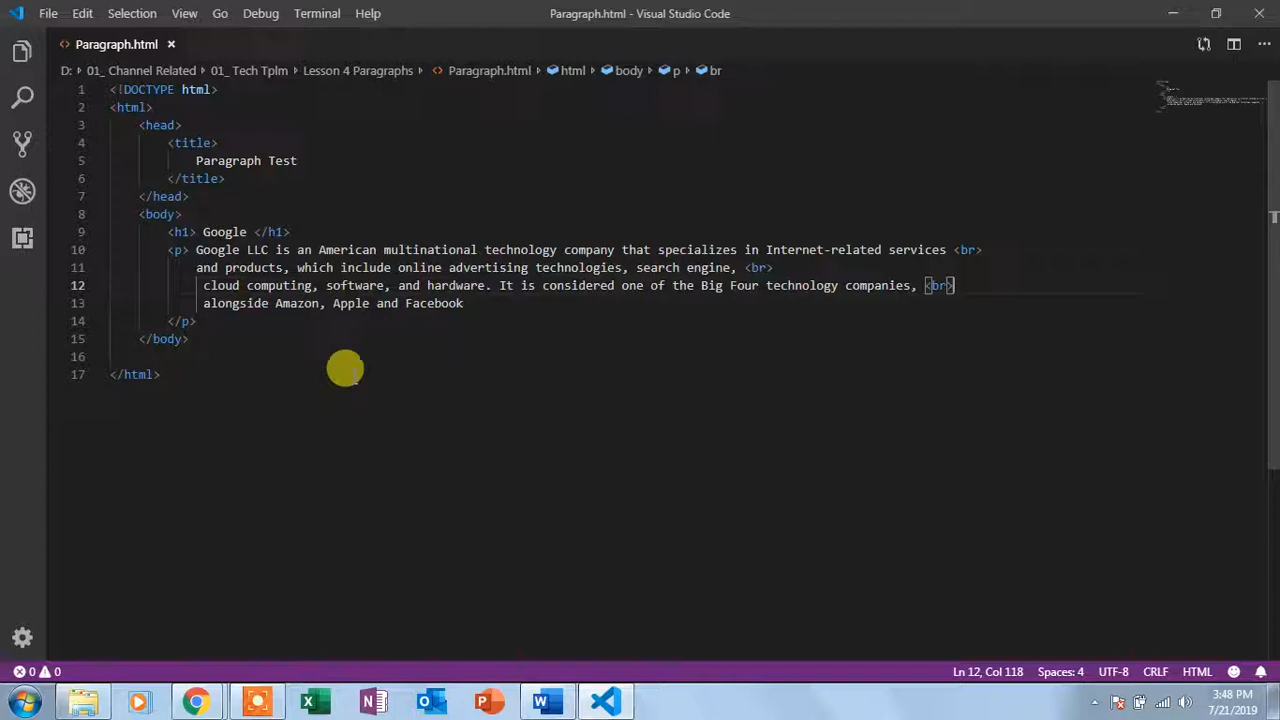 File Edit Selection View Go Debug Terminal Help Paragraph.html - Visual Studio Code
Paragraph.html
D: > 01_ Channel Related > 01_ Tech Tplm > Lesson 4 Paragraphs > Paragraph.html > html > body > p > br
1 <!DOCTYPE html>
2 <html>
3 <head>
4 <title>
5 Paragraph Test
6 </title>
7 </head>
8 <body>
9 <h1> Google </h1>
10 <p> Google LLC is an American multinational technology company that specializes in Internet-related services <br>
11 and products, which include online advertising technologies, search engine, <br>
12 cloud computing, software, and hardware. It is considered one of the Big Four technology companies, <br>
13 alongside Amazon, Apple and Facebook
14 </p>
15 </body>
16
17 </html>
0 0 Ln 12, Col 118 Spaces: 4 UTF-8 CRLF HTML
3:48 PM
7/21/2019